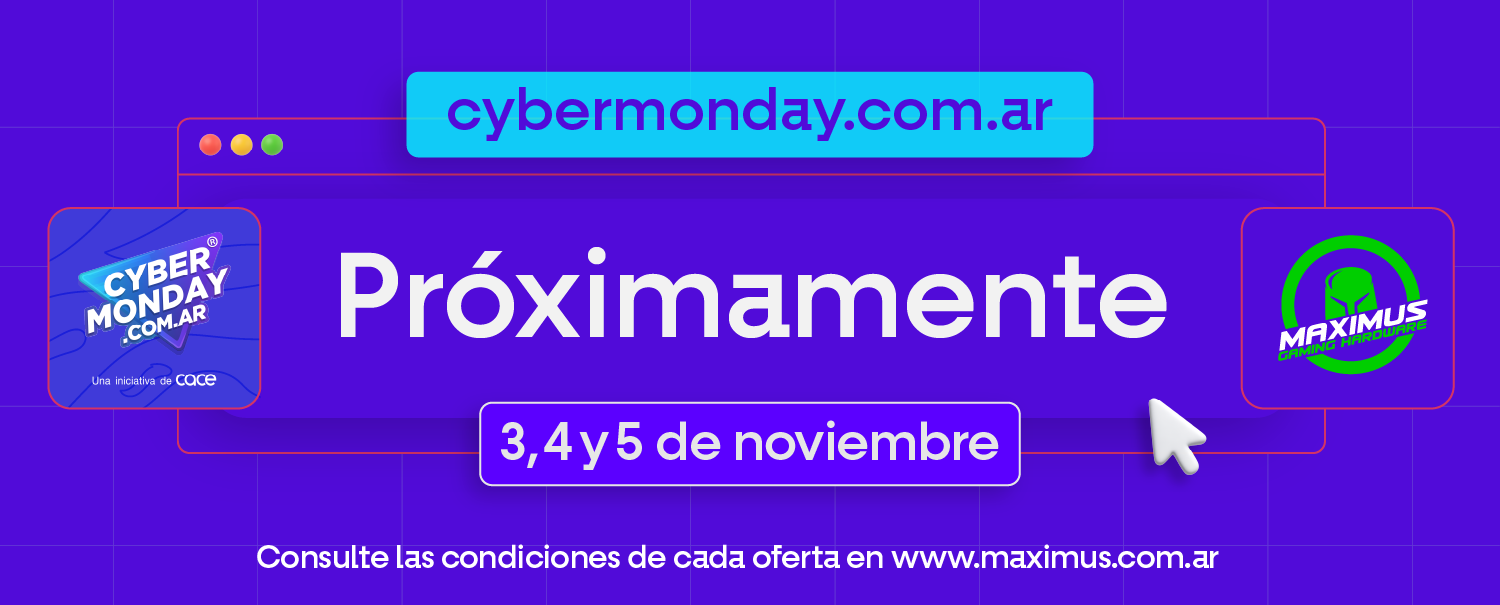 cybermonday.com.ar
CYBER®
MONDAY
.COM.AR
Una iniciativa de cace
Próximamente
MAXIMUS
GAMING HARDWARE
3, 4 y 5 de noviembre
Consulte las condiciones de cada oferta en www.maximus.com.ar